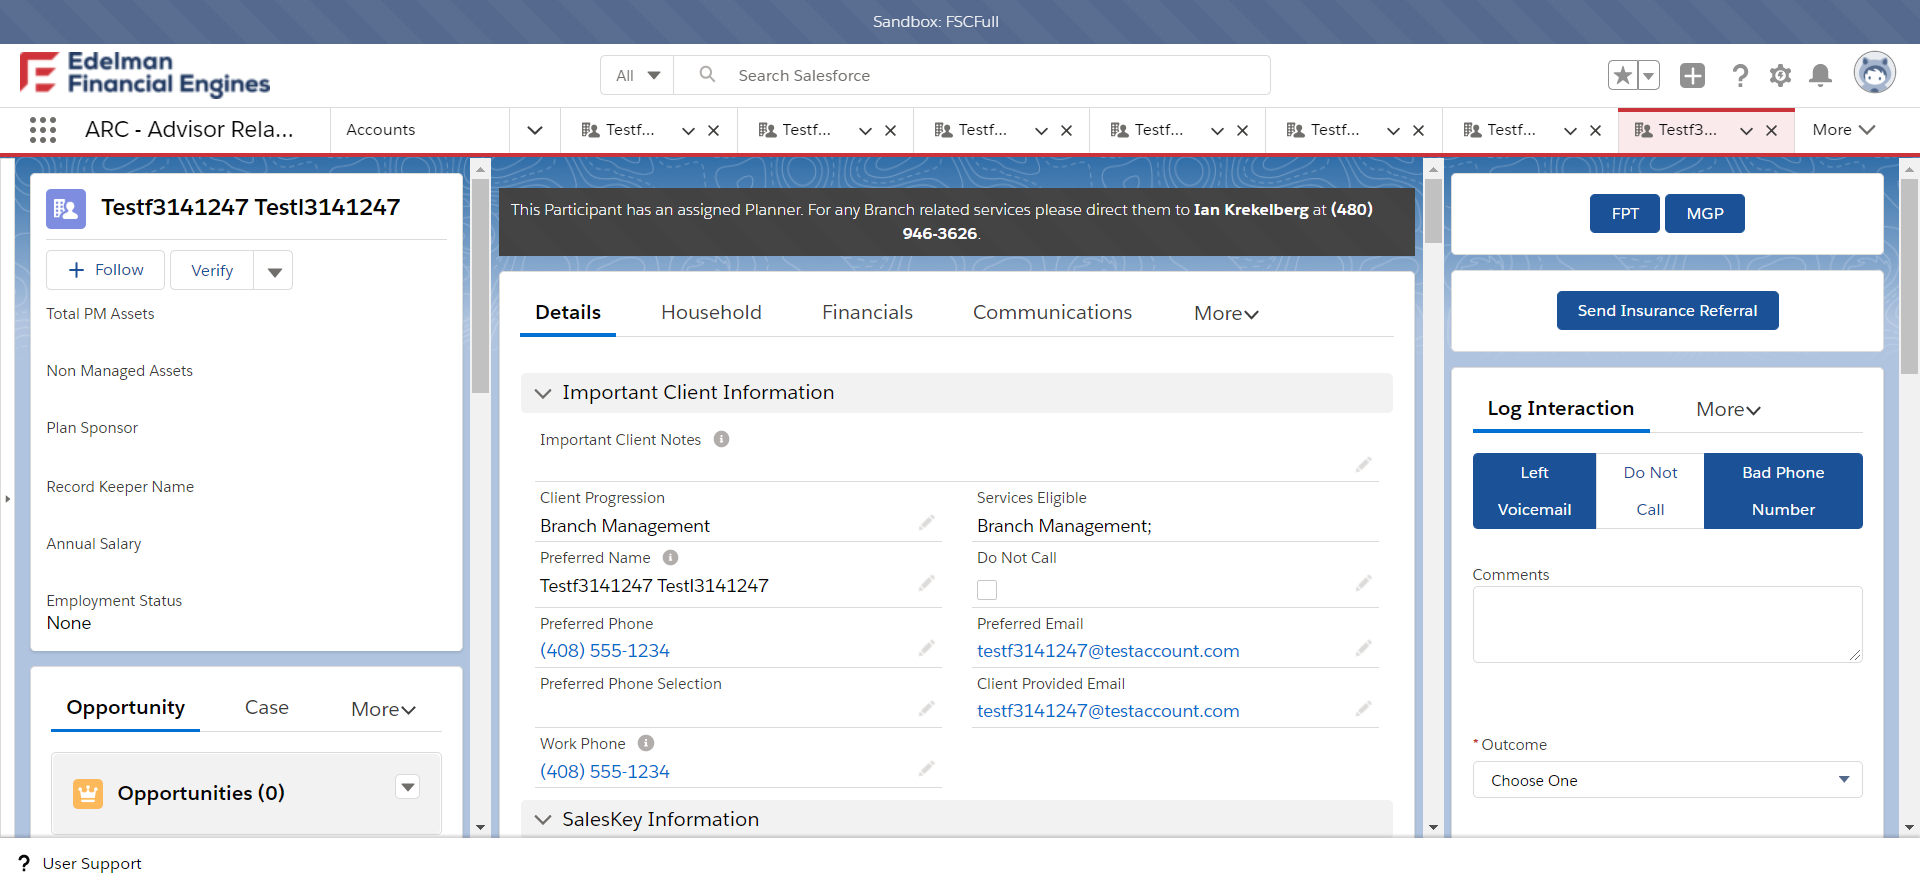 Sandbox: FSCFull
Edelman
Financial Engines
All
Search Salesforce
ARC - Advisor Rela...
Accounts
Testf...
Testf...
Testf...
Testf...
Testf...
Testf...
Testf3...
More
Testf3141247 Testl3141247
Follow
Verify
Total PM Assets
Non Managed Assets
Plan Sponsor
Record Keeper Name
Annual Salary
Employment Status
None
Opportunity
Case
More
Opportunities (0)
This Participant has an assigned Planner. For any Branch related services please direct them to Ian Krekelberg at (480)
946-3626.
Details
Household
Financials
Communications
More
Important Client Information
Important Client Notes
Client Progression
Branch Management
Services Eligible
Branch Management;
Preferred Name
Testf3141247 Testl3141247
Do Not Call
Preferred Phone
(408) 555-1234
Preferred Email
testf3141247@testaccount.com
Preferred Phone Selection
Client Provided Email
testf3141247@testaccount.com
Work Phone
(408) 555-1234
SalesKey Information
FPT
MGP
Send Insurance Referral
Log Interaction
More
Left
Voicemail
Do Not
Call
Bad Phone
Number
Comments
* Outcome
Choose One
? User Support